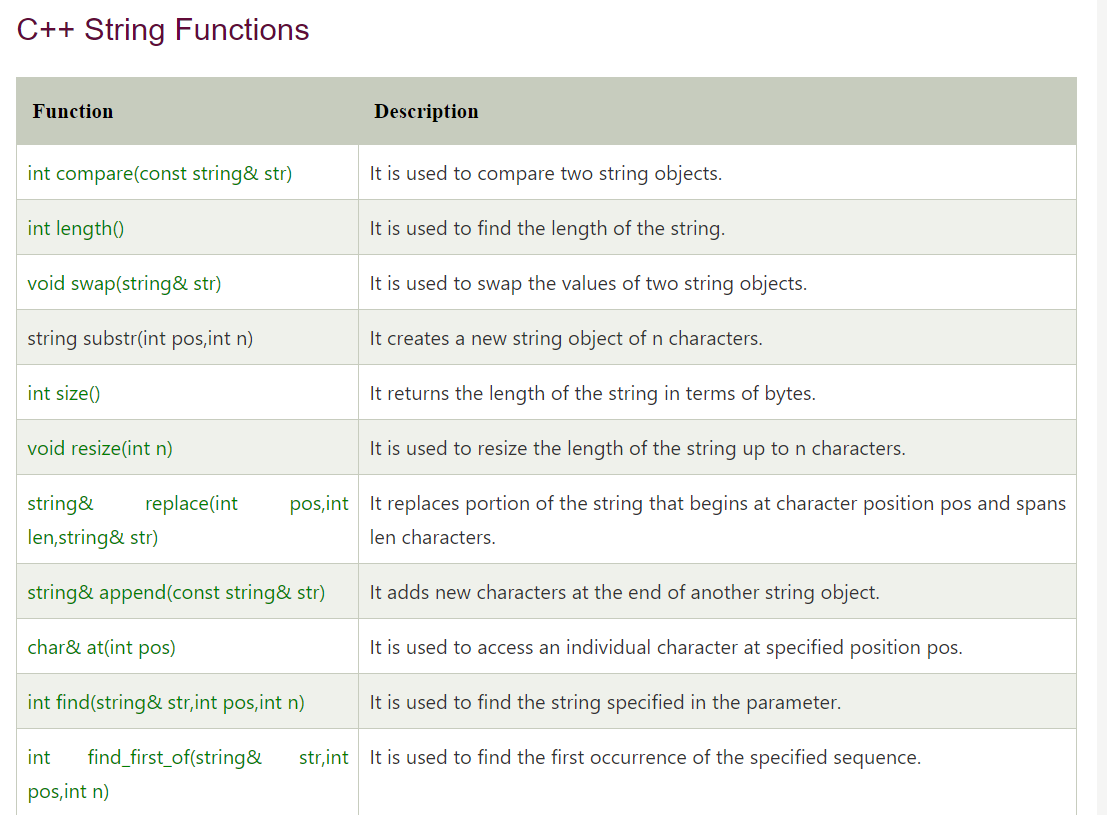 C++ String Functions
Function Description
int compare(const string& str) It is used to compare two string objects.
int length() It is used to find the length of the string.
void swap(string& str) It is used to swap the values of two string objects.
string substr(int pos,int n) It creates a new string object of n characters.
int size() It returns the length of the string in terms of bytes.
void resize(int n) It is used to resize the length of the string up to n characters.
string& replace(int pos,int It replaces portion of the string that begins at character position pos and spans
len,string& str) len characters.
string& append(const string& str) It adds new characters at the end of another string object.
char& at(int pos) It is used to access an individual character at specified position pos.
int find(string& str,int pos,int n) It is used to find the string specified in the parameter.
int find_first_of(string& str,int It is used to find the first occurrence of the specified sequence.
pos,int n)